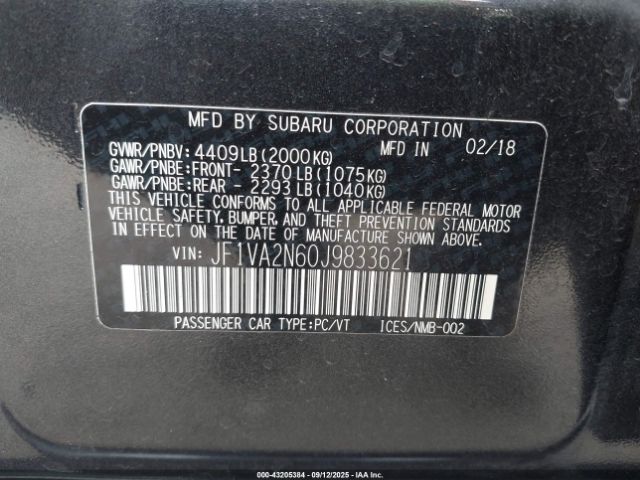 MFD BY SUBARU CORPORATION
GVWR/PNBV: 4409LB(2000KG) MFD IN 02/18
GAWR/PNBE:FRONT- 2370LB(1075KG)
GAWR/PNBE:REAR - 2293LB(1040KG)
THIS VEHICLE CONFORMS TO ALL APPLICABLE FEDERAL MOTOR
VEHICLE SAFETY, BUMPER, AND THEFT PREVENTION STANDARDS
IN EFFECT ON THE DATE OF MANUFACTURE SHOWN ABOVE.
VIN: JF1VA2N60J9833621
PASSENGER CAR TYPE:PC/VT ICES/NMB-002
000-43205384 - 09/12/2025 - IAAI.COM